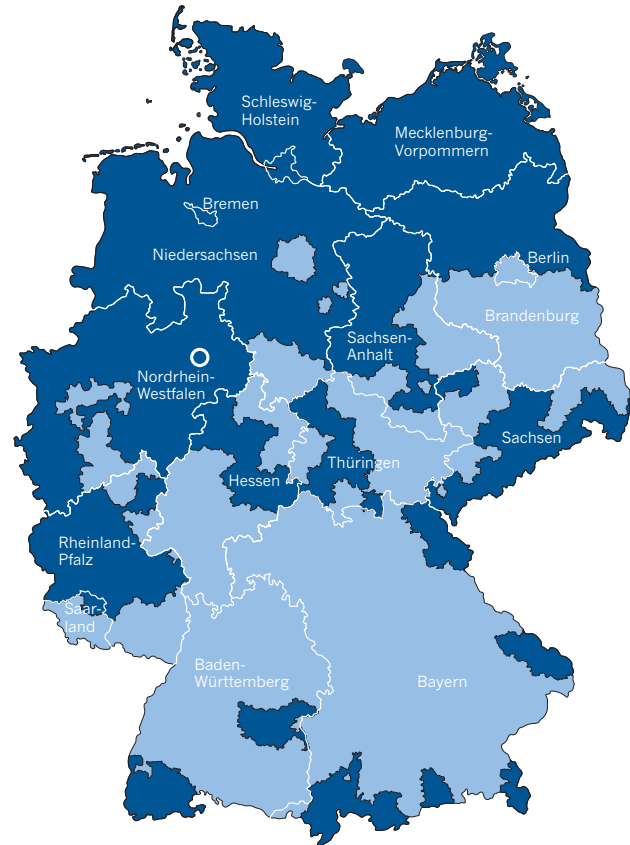 Schleswig-
Holstein
Mecklenburg-
Vorpommern
Bremen
Niedersachsen
Berlin
Brandenburg
Sachsen-
Anhalt
Nordrhein-
Westfalen
Sachsen
Thüringen
Hessen
Rheinland-
Pfalz
Saar-
land
Baden-
Württemberg
Bayern